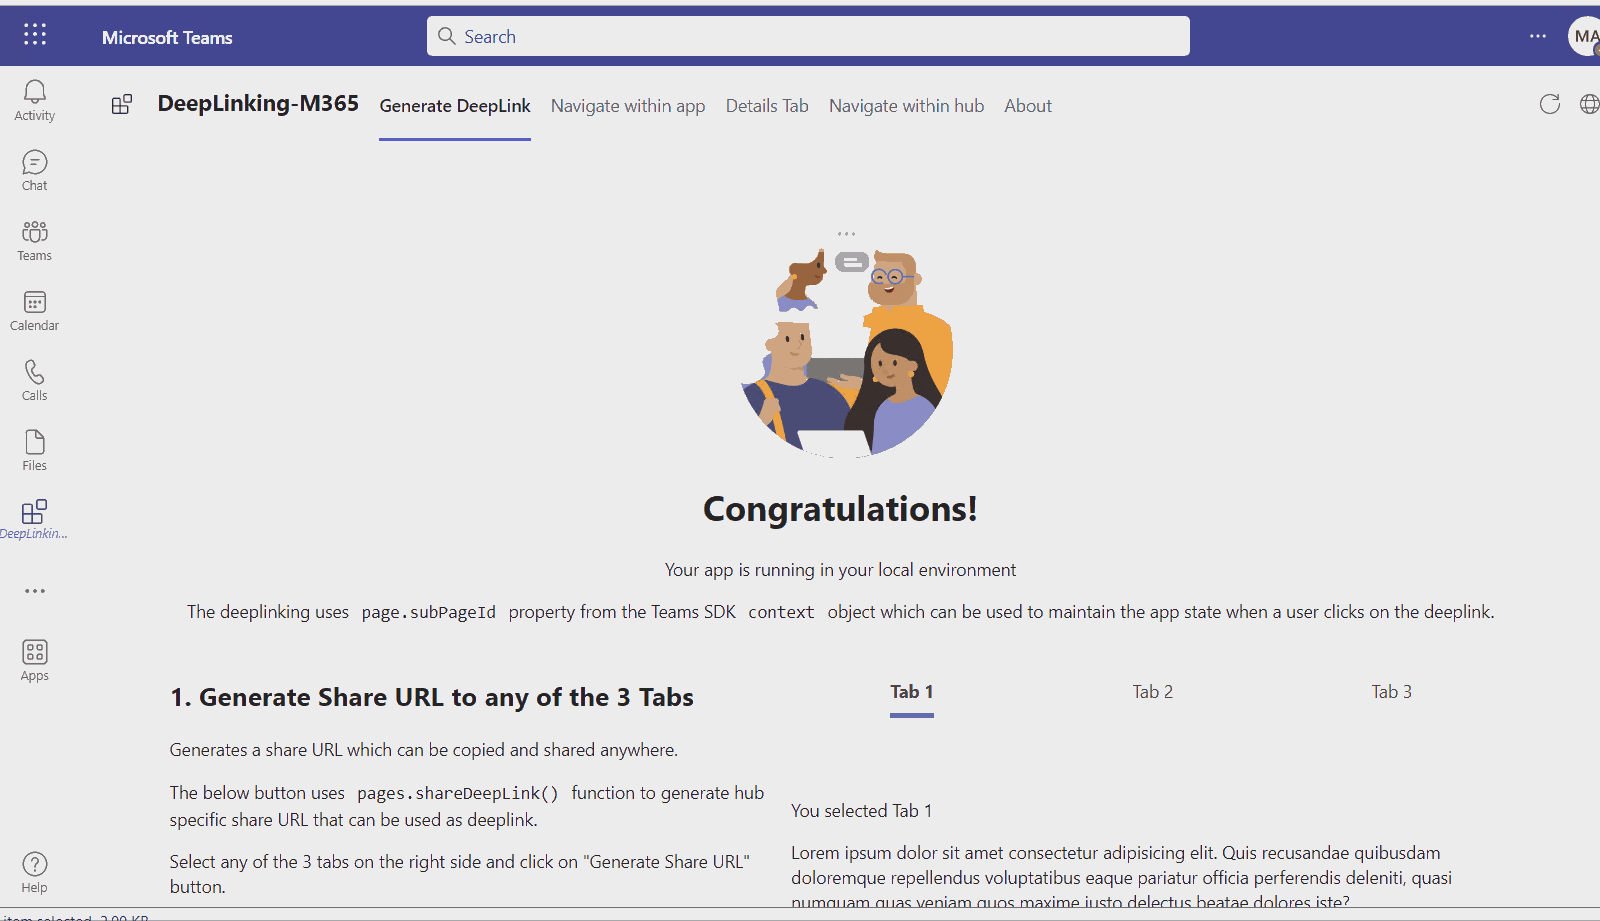 Microsoft Teams
Search
MA
Activity
Chat
Teams
Calendar
Calls
Files
DeepLinkin...
Apps
Help
DeepLinking-M365 Generate DeepLink Navigate within app Details Tab Navigate within hub About
Congratulations!
Your app is running in your local environment
The deeplinking uses page.subPageId property from the Teams SDK context object which can be used to maintain the app state when a user clicks on the deeplink.
1. Generate Share URL to any of the 3 Tabs
Generates a share URL which can be copied and shared anywhere.
The below button uses pages.shareDeepLink() function to generate hub
specific share URL that can be used as deeplink.
Select any of the 3 tabs on the right side and click on "Generate Share URL"
button.
Tab 1 Tab 2 Tab 3
You selected Tab 1
Lorem ipsum dolor sit amet consectetur adipisicing elit. Quis recusandae quibusdam
doloremque repellendus voluptatibus eaque pariatur officia perferendis deleniti, quasi
numquam quas veniam quos maxime iusto delectus beatae dolores iste?
item selected 2.00 KB